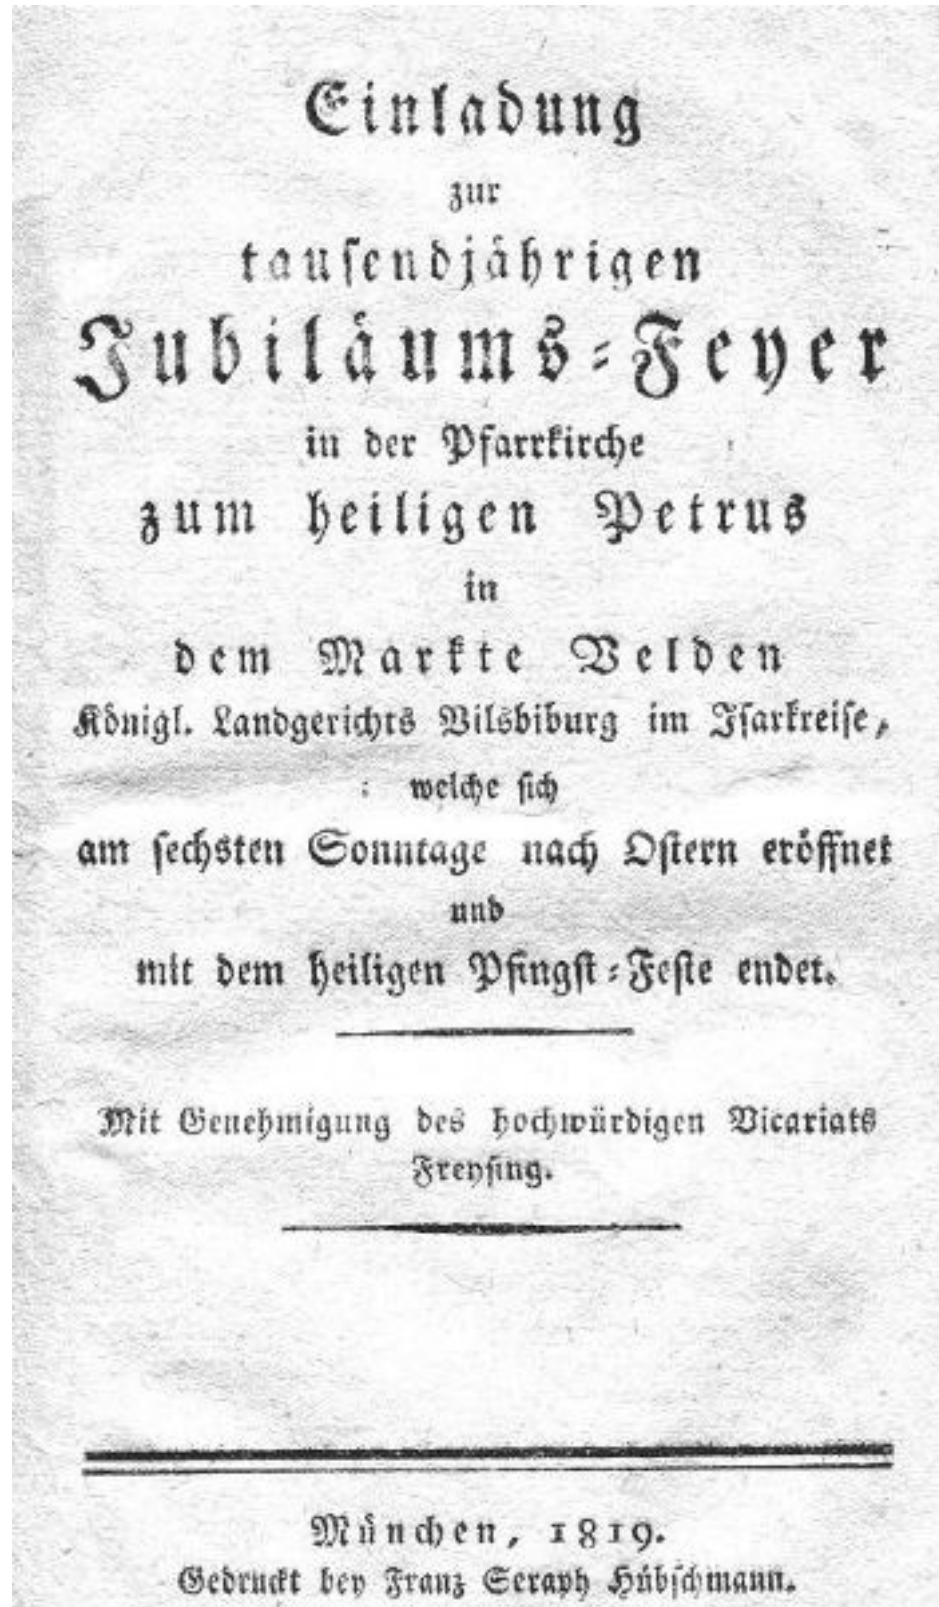 Einladung
zur
tausendjährigen
Jubiläums-Feyer
in der Pfarrkirche
zum heiligen Petrus
in
dem Markte Velden
Königl. Landgerichts Vilsbiburg im Isarkreise,
welche sich
am sechsten Sonntage nach Ostern eröffnet
und
mit dem heiligen Pfingst-Feste endet.
Mit Genehmigung des hochwürdigen Vicariats
Freysing.
München, 1819.
Gedruckt bey Franz Seraph Hübschmann.